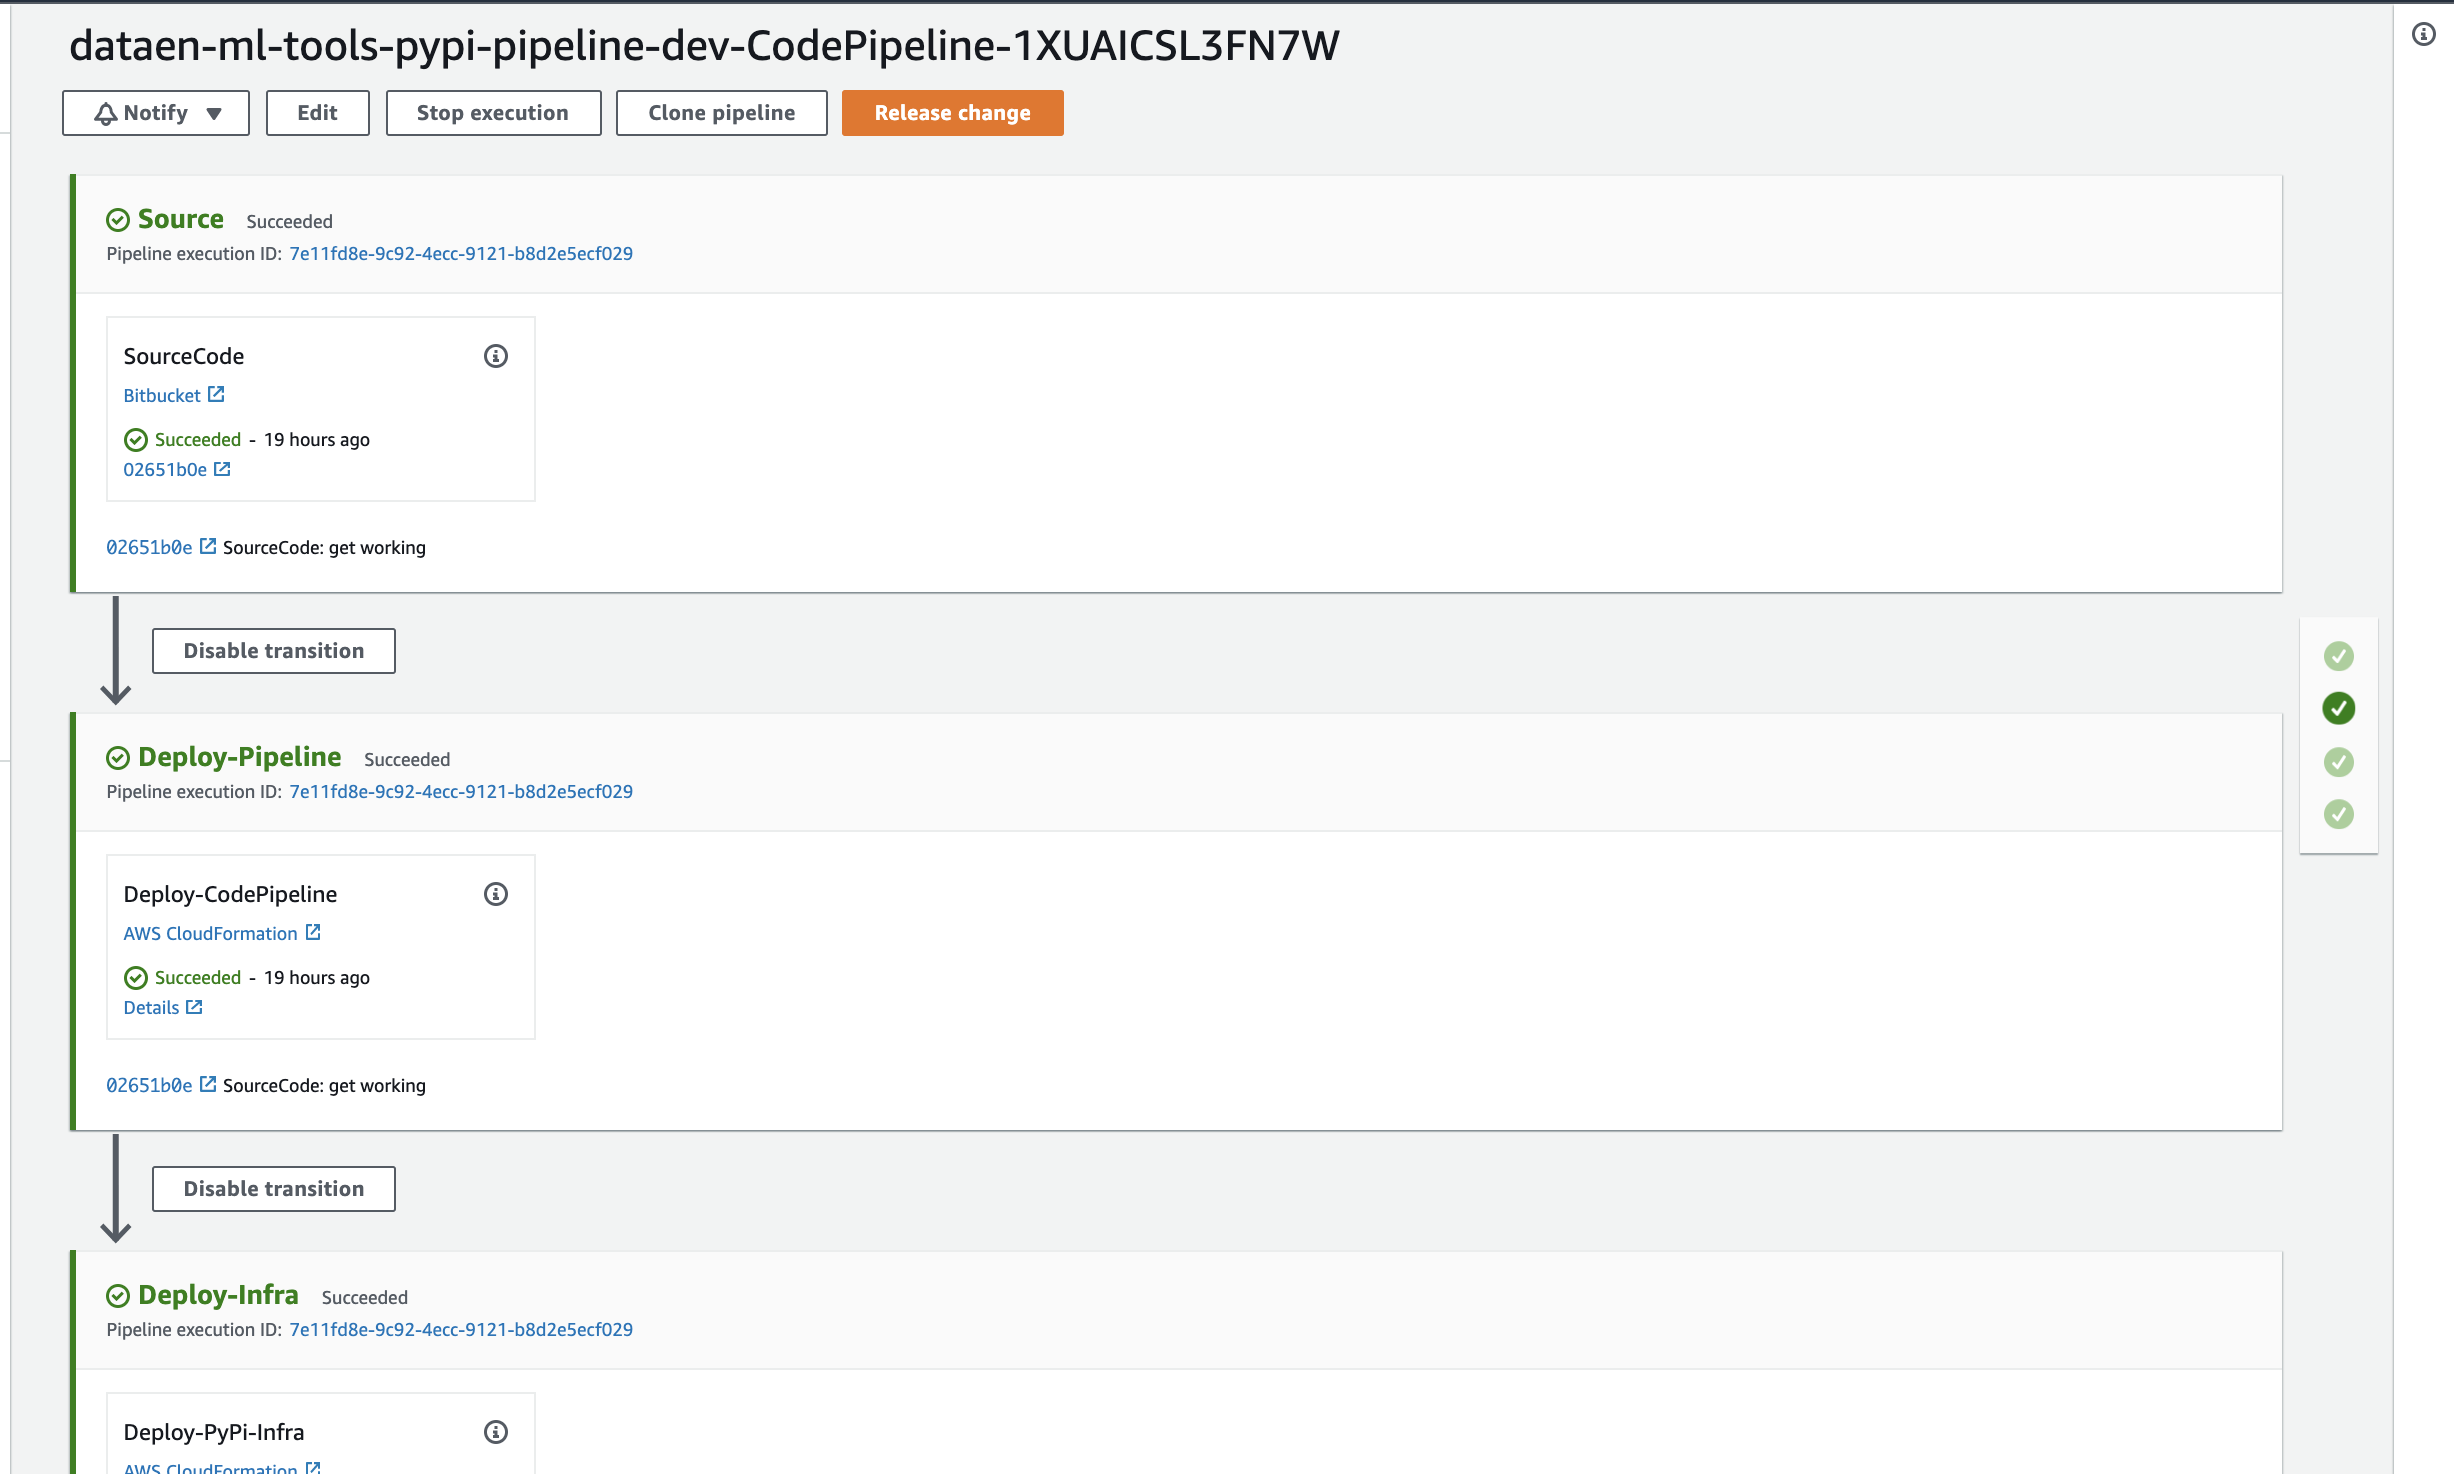 dataen-ml-tools-pypi-pipeline-dev-CodePipeline-1XUAICSL3FN7W
Notify Edit Stop execution Clone pipeline Release change
Source Succeeded
Pipeline execution ID: 7e11fd8e-9c92-4ecc-9121-b8d2e5ecf029
SourceCode
Bitbucket
Succeeded - 19 hours ago
02651b0e
02651b0e SourceCode: get working
Disable transition
Deploy-Pipeline Succeeded
Pipeline execution ID: 7e11fd8e-9c92-4ecc-9121-b8d2e5ecf029
Deploy-CodePipeline
AWS CloudFormation
Succeeded - 19 hours ago
Details
02651b0e SourceCode: get working
Disable transition
Deploy-Infra Succeeded
Pipeline execution ID: 7e11fd8e-9c92-4ecc-9121-b8d2e5ecf029
Deploy-PyPi-Infra
AWS CloudFormation